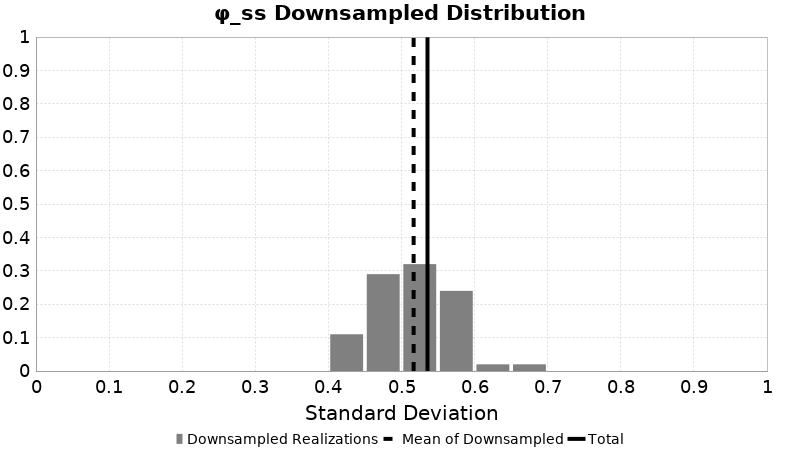 φ_ss Downsampled Distribution
1
0.9
0.8
0.7
0.6
0.5
0.4
0.3
0.2
0.1
0
0 0.1 0.2 0.3 0.4 0.5 0.6 0.7 0.8 0.9 1
Standard Deviation
Downsampled Realizations Mean of Downsampled Total